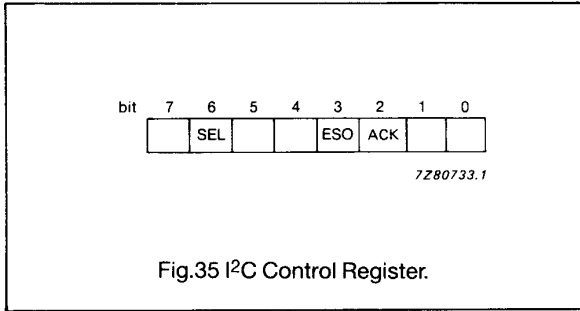 bit 7 6 5 4 3 2 1 0
SEL ESO ACK
7Z80733.1
Fig.35 I²C Control Register.